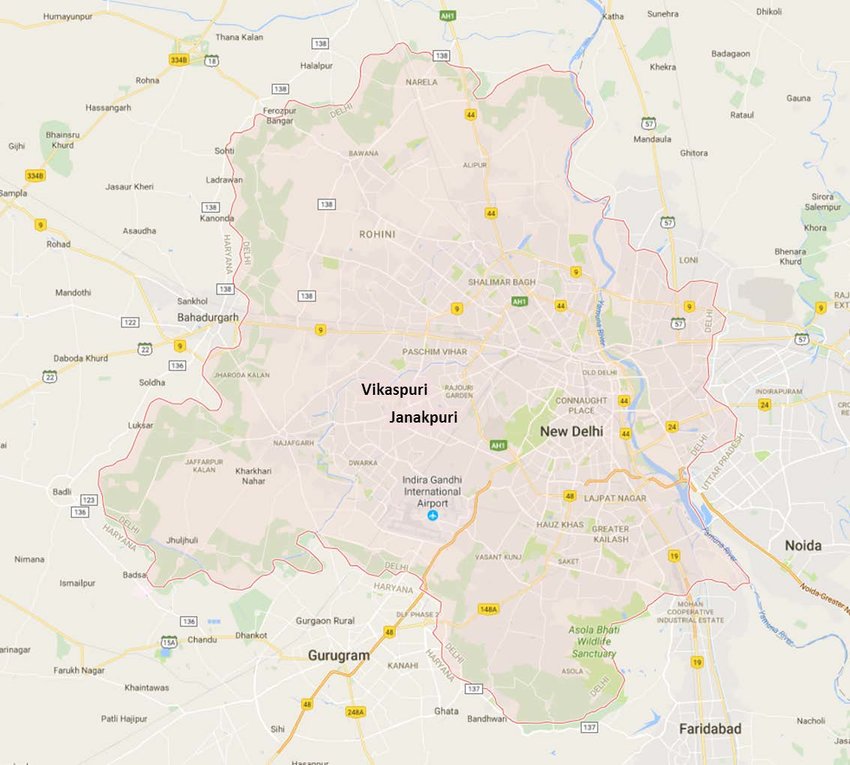 Humayunpur
Dhikoli
AH1
Katha
Sunehra
Thana Kalan
138
18
334B
Halalpur
138
Badagaon
Khekra
Rohna
NARELA
138
Gauna
Hassangarh
Ferozpur
Bangar
DELHI
44
Rataul
57
Bhainsru
Khurd
Mandaula
Gijhi
Sohti
BAWANA
ALIPUR
Ghitora
334B
Ladrawan
Sampla
Jasaur Kheri
DELHI
138
138
44
Sirora
Salempur
9
Kanonda
57
Khora
Asaudha
HARYANA
ROHINI
Rohad
Bhenara
Khurd
LONI
9
SHALIMAR BAGH
138
Mandothi
138
AH1
44
9
Sankhol
9
9
Bahadurgarh
122
57
DELHI
9
Yamuna River
57
22
9
Daboda Khurd
136
PASCHIM VIHAR
22
JHARODA KALAN
OLD DELHI
Soldha
Vikaspuri
RAJOURI
GARDEN
INDIRAPURAM
CONNAUGHT
PLACE
44
24
Janakpuri
Luksar
24
New Delhi
44
NAJAFGARH
AH1
DELHI
UTTAR PRADESH
JAFFARPUR
KALAN
DWARKA
Kharkhari
Nahar
Indira Gandhi
International
Airport
Badli
123
48
LAJPAT NAGAR
136
DELHI
HARYANA
HAUZ KHAS
GREATER
KAILASH
Jhuljhuli
Yamuna River
Noida
Nimana
VASANT KUNJ
SAKET
19
DELHI
Badsa
Ismailpur
HARYANA
Noida-Greater No
148A
MOHAN
COOPERATIVE
INDUSTRIAL ESTATE
DLF PHASE 2
136
Gurgaon Rural
Yamuna River
48
15A
Chandu
Dhankot
Asola Bhati
Wildlife
Sanctuary
Gurugram
HARYANA
DELHI
KANAHI
19
Farukh Nagar
ASOLA
Khaintawas
137
DELHI
48
248A
Ghata
Patli Hajipur
Bandhwari
137
Nacholi
Sihi
Faridabad